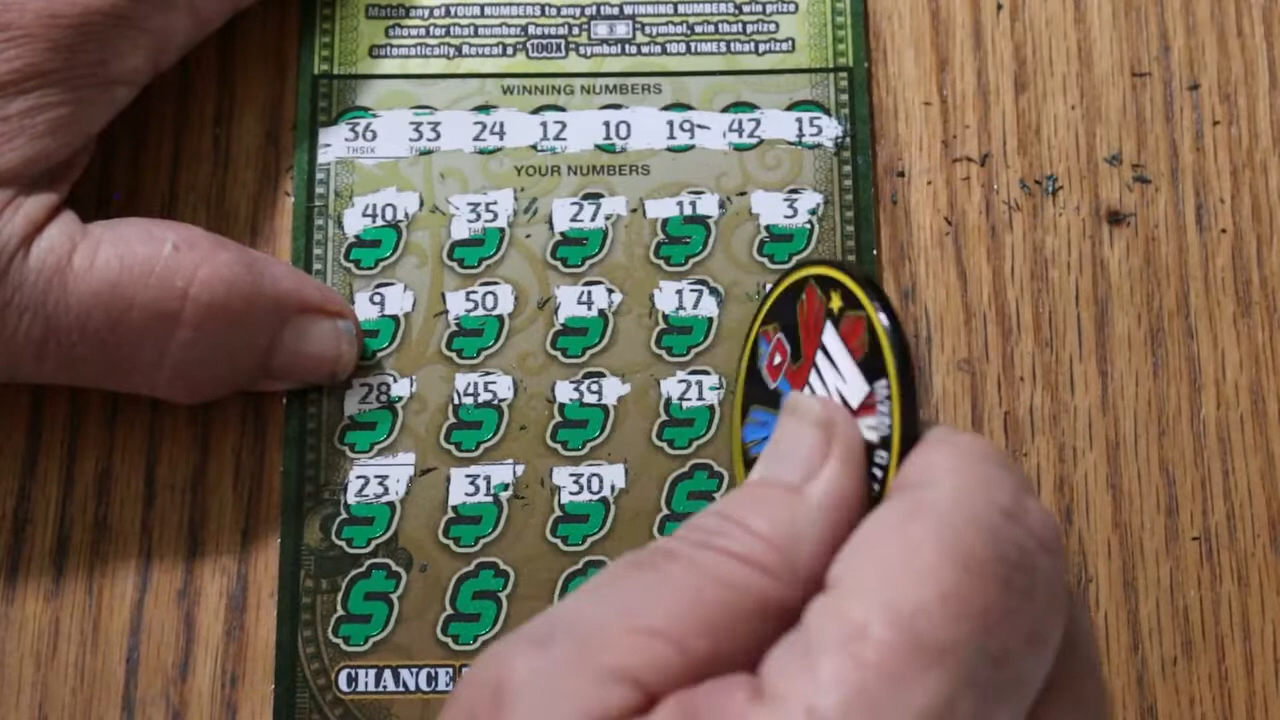 Match any of YOUR NUMBERS to any of the WINNING NUMBERS, win prize
shown for that number. Reveal a " " symbol, win that prize
automatically. Reveal a "100X" symbol to win 100 TIMES that prize!
WINNING NUMBERS
36 33 24 12 10 19 42 15
THSIX
YOUR NUMBERS
40 35 27 11 3
$ $ $ $ $
9 50 4 17
$ $ $ $
28 45 39 21
$ $ $ $
23 31 30
$ $ $ $
$ $ $
CHANCE